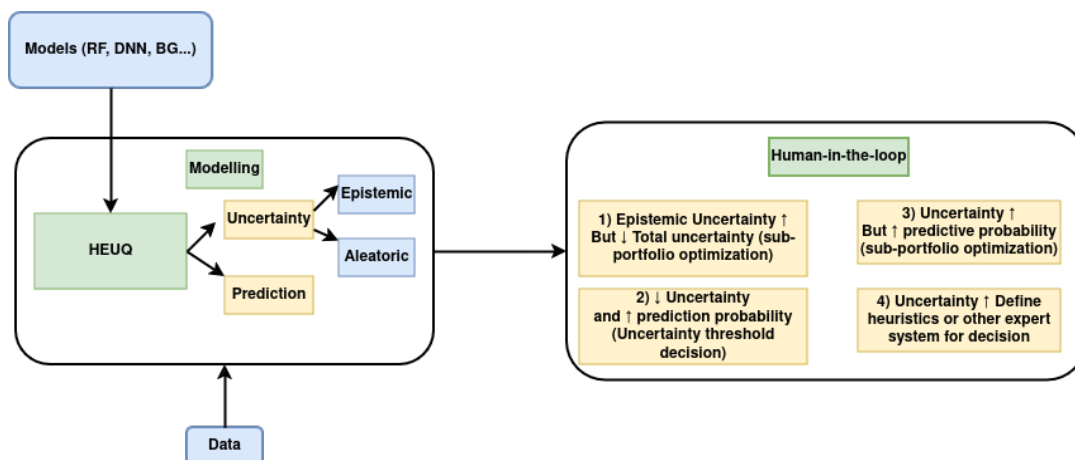 Models (RF, DNN, BG...)
Modelling
HEUQ
Uncertainty
Prediction
Epistemic
Aleatoric
Data
Human-in-the-loop
1) Epistemic Uncertainty ↑
But ↓ Total uncertainty (sub-
portfolio optimization)
2) ↓ Uncertainty
and ↑ prediction probability
(Uncertainty threshold
decision)
3) Uncertainty ↑
But ↑ predictive probability
(sub-portfolio optimization)
4) Uncertainty ↑ Define
heuristics or other expert
system for decision